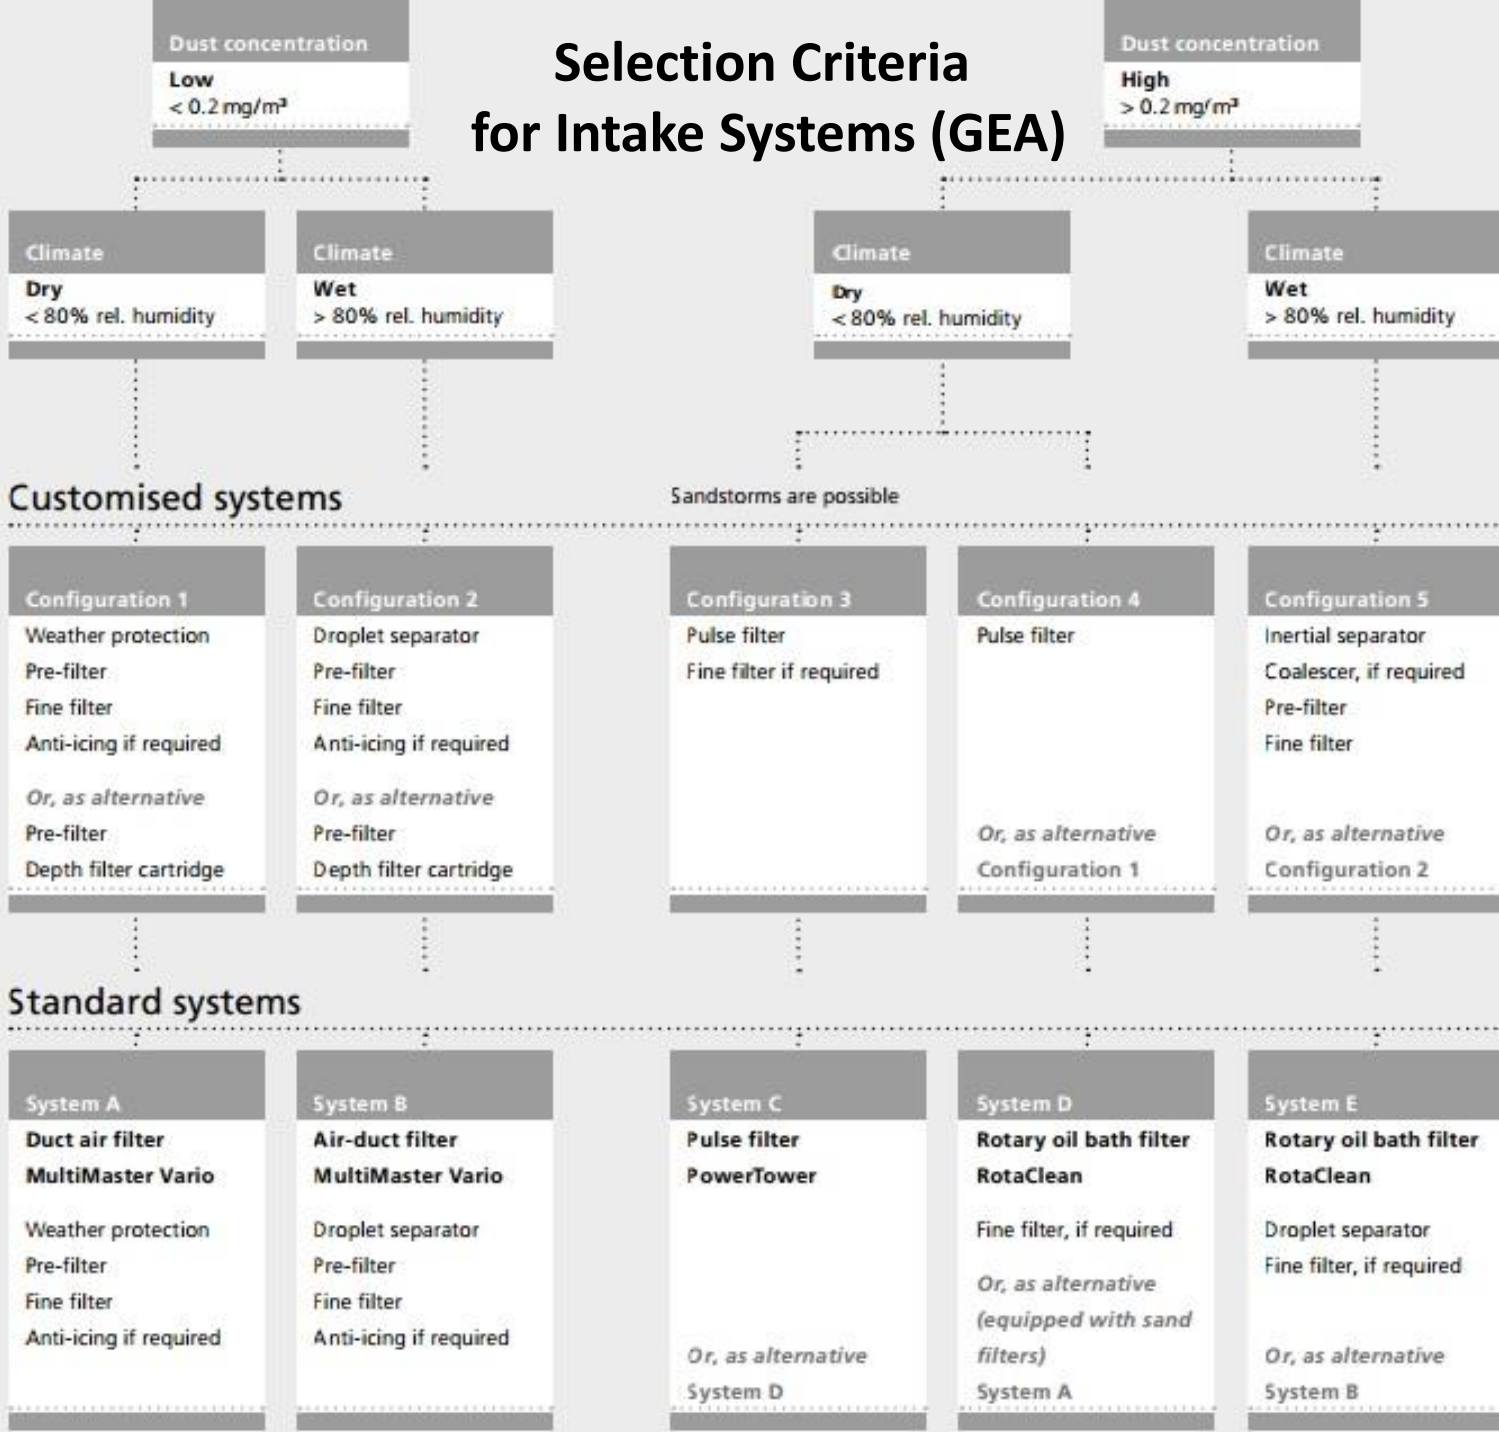 Selection Criteria
for Intake Systems (GEA)
Dust concentration
Low
< 0.2 mg/m³
Dust concentration
High
> 0.2 mg/m³
Climate
Dry
< 80% rel. humidity
Climate
Wet
> 80% rel. humidity
Climate
Dry
< 80% rel. humidity
Climate
Wet
> 80% rel. humidity
Customised systems
Sandstorms are possible
Configuration 1
Weather protection
Pre-filter
Fine filter
Anti-icing if required
Or, as alternative
Pre-filter
Depth filter cartridge
Configuration 2
Droplet separator
Pre-filter
Fine filter
Anti-icing if required
Or, as alternative
Pre-filter
Depth filter cartridge
Configuration 3
Pulse filter
Fine filter if required
Configuration 4
Pulse filter
Or, as alternative
Configuration 1
Configuration 5
Inertial separator
Coalescer, if required
Pre-filter
Fine filter
Or, as alternative
Configuration 2
Standard systems
System A
Duct air filter
MultiMaster Vario
Weather protection
Pre-filter
Fine filter
Anti-icing if required
System B
Air-duct filter
MultiMaster Vario
Droplet separator
Pre-filter
Fine filter
Anti-icing if required
System C
Pulse filter
PowerTower
Or, as alternative
System D
System D
Rotary oil bath filter
RotaClean
Fine filter, if required
Or, as alternative
(equipped with sand
filters)
System A
System E
Rotary oil bath filter
RotaClean
Droplet separator
Fine filter, if required
Or, as alternative
System B